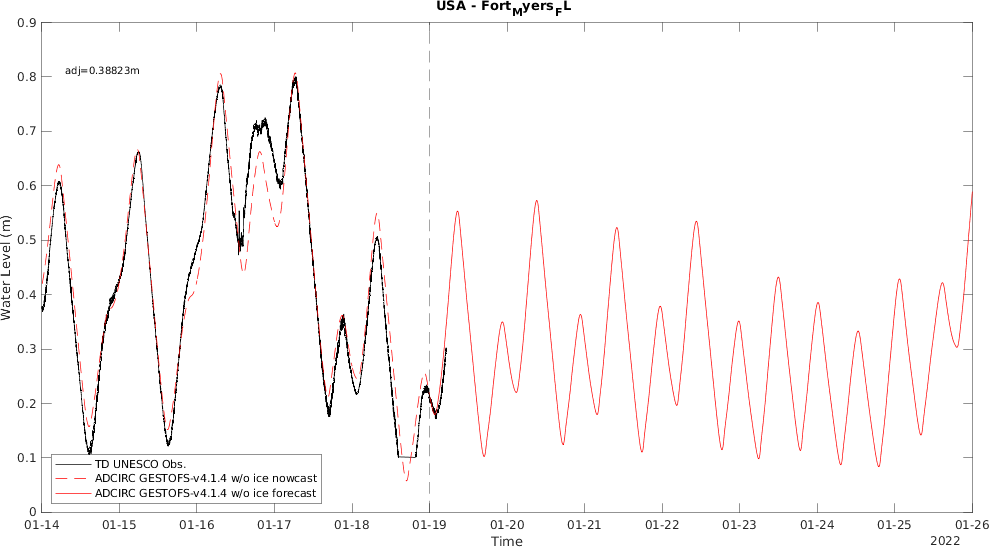 USA - FortMyersFL
0.9
0.8
0.7
0.6
0.5
0.4
0.3
0.2
0.1
0
Water Level (m)
adj=0.38823m
TD UNESCO Obs.
ADCIRC GESTOFS-v4.1.4 w/o ice nowcast
ADCIRC GESTOFS-v4.1.4 w/o ice forecast
01-14 01-15 01-16 01-17 01-18 01-19 01-20 01-21 01-22 01-23 01-24 01-25 01-26
Time
2022